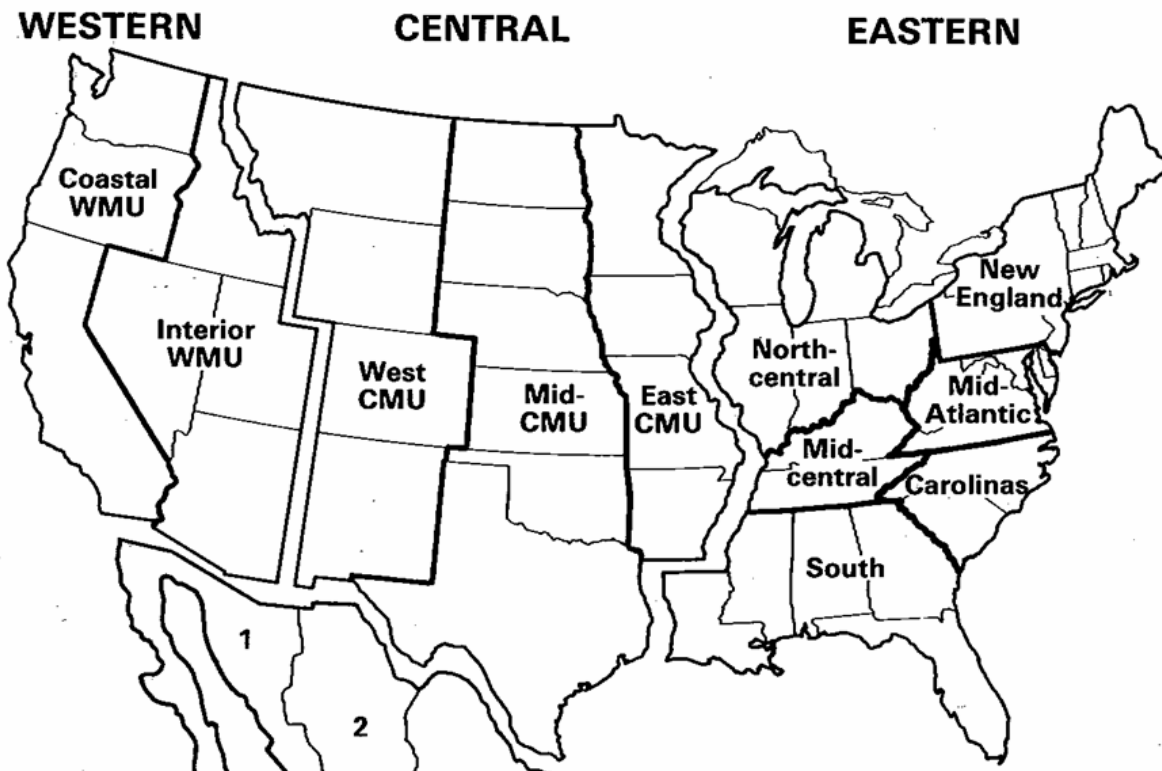 WESTERN
CENTRAL
EASTERN
Coastal
WMU
Interior
WMU
West
CMU
Mid-
CMU
East
CMU
North-
central
New
England
Mid-
Atlantic
Mid-
central
Carolinas
South
1
2